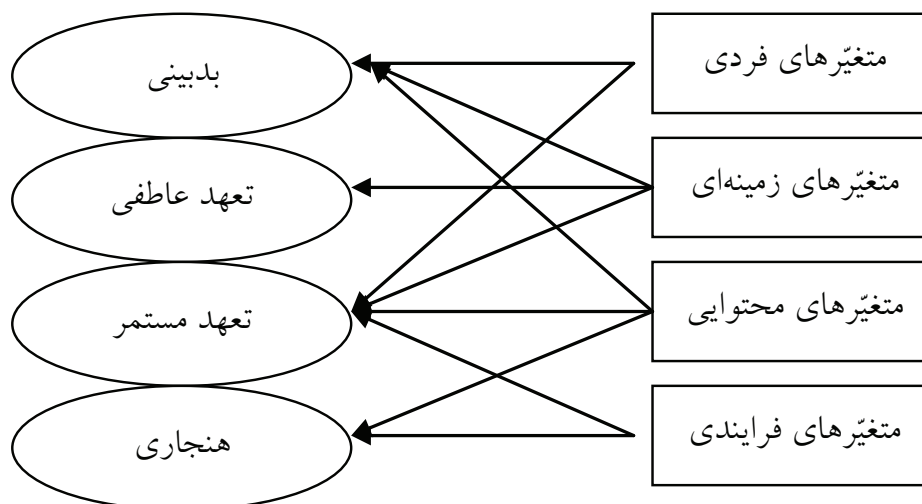 متغیّرهای فردی
بدبینی
متغیّرهای زمینه‌ای
تعهد عاطفی
متغیّرهای محتوایی
تعهد مستمر
متغیّرهای فرایندی
هنجاری